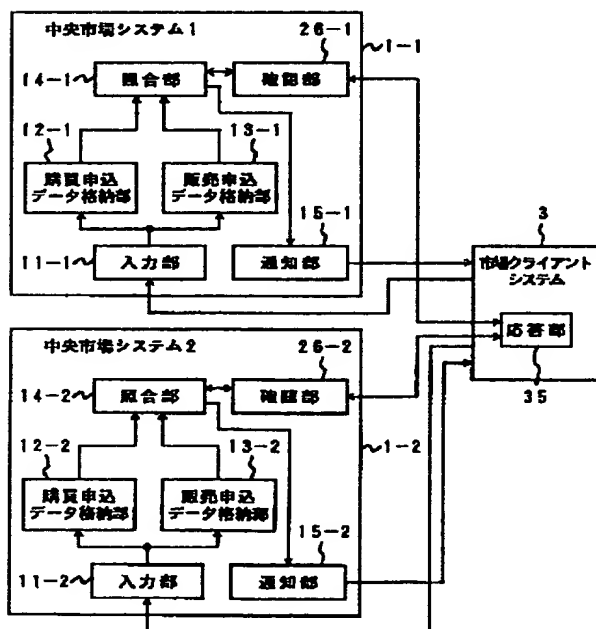 中央市場システム1
26-1
1-1
14-1
照合部
確認部
12-1
13-1
購買申込
データ格納部
販売申込
データ格納部
15-1
11-1
入力部
通知部
3
市場クライアント
システム
応答部
35
中央市場システム2
26-2
14-2
照合部
確認部
1-2
12-2
13-2
購買申込
データ格納部
販売申込
データ格納部
15-2
11-2
入力部
通知部